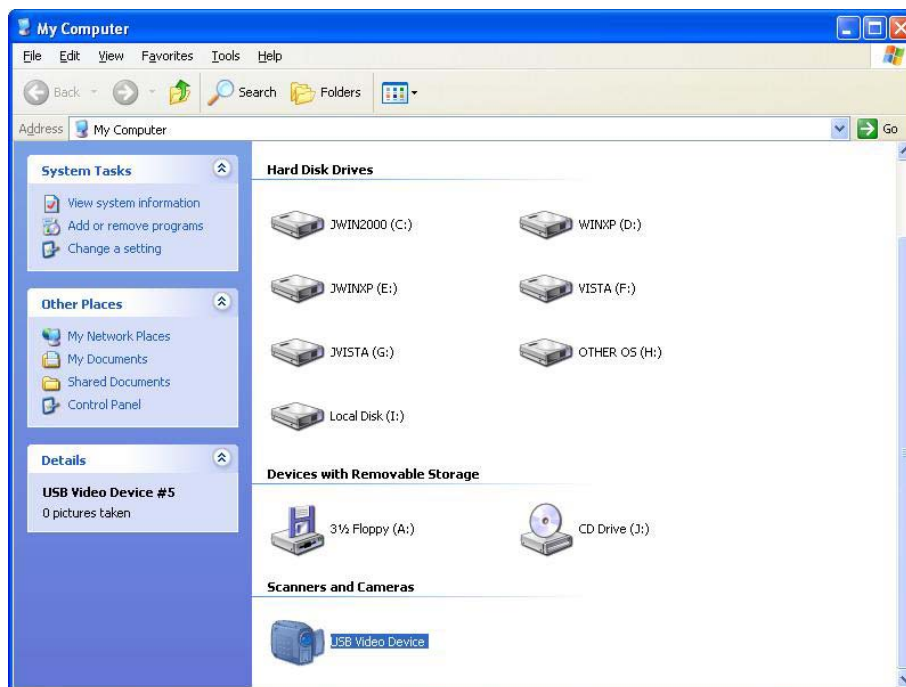 My Computer
File Edit View Favorites Tools Help
Back Search Folders
Address My Computer Go
System Tasks
View system information
Add or remove programs
Change a setting
Other Places
My Network Places
My Documents
Shared Documents
Control Panel
Details
USB Video Device #5
0 pictures taken
Hard Disk Drives
JWIN2000 (C:) WINXP (D:)
JWINXP (E:) VISTA (F:)
JVISTA (G:) OTHER OS (H:)
Local Disk (I:)
Devices with Removable Storage
3½ Floppy (A:) CD Drive (J:)
Scanners and Cameras
USB Video Device